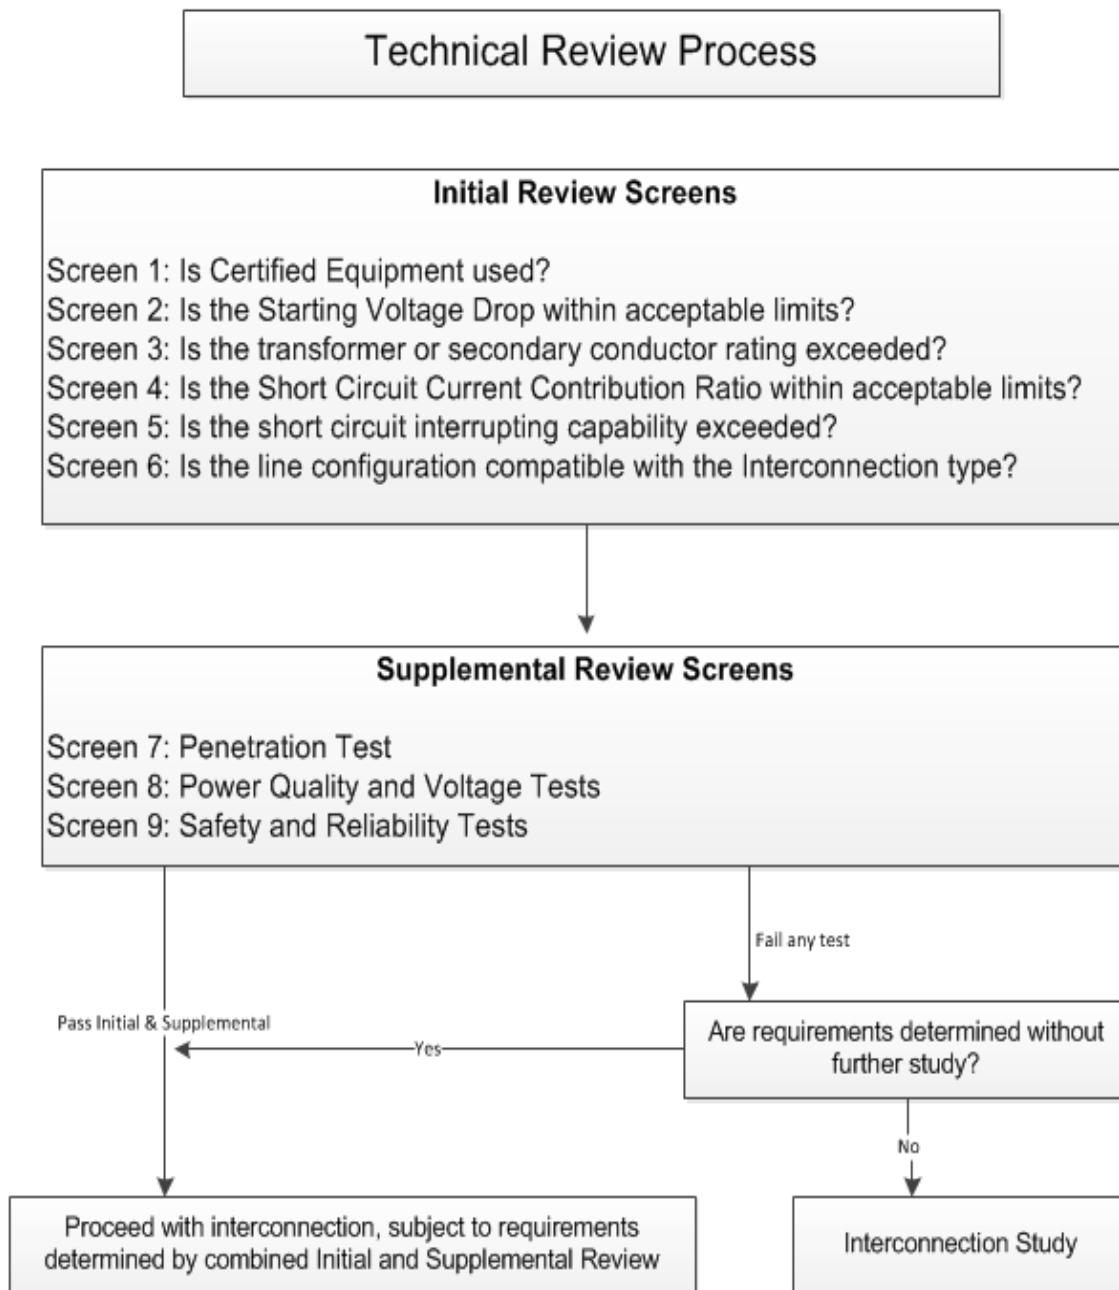 Technical Review Process
Initial Review Screens
Screen 1: Is Certified Equipment used?
Screen 2: Is the Starting Voltage Drop within acceptable limits?
Screen 3: Is the transformer or secondary conductor rating exceeded?
Screen 4: Is the Short Circuit Current Contribution Ratio within acceptable limits?
Screen 5: Is the short circuit interrupting capability exceeded?
Screen 6: Is the line configuration compatible with the Interconnection type?
Supplemental Review Screens
Screen 7: Penetration Test
Screen 8: Power Quality and Voltage Tests
Screen 9: Safety and Reliability Tests
Fail any test
Pass Initial & Supplemental
Are requirements determined without
further study?
Yes
No
Proceed with interconnection, subject to requirements
determined by combined Initial and Supplemental Review
Interconnection Study